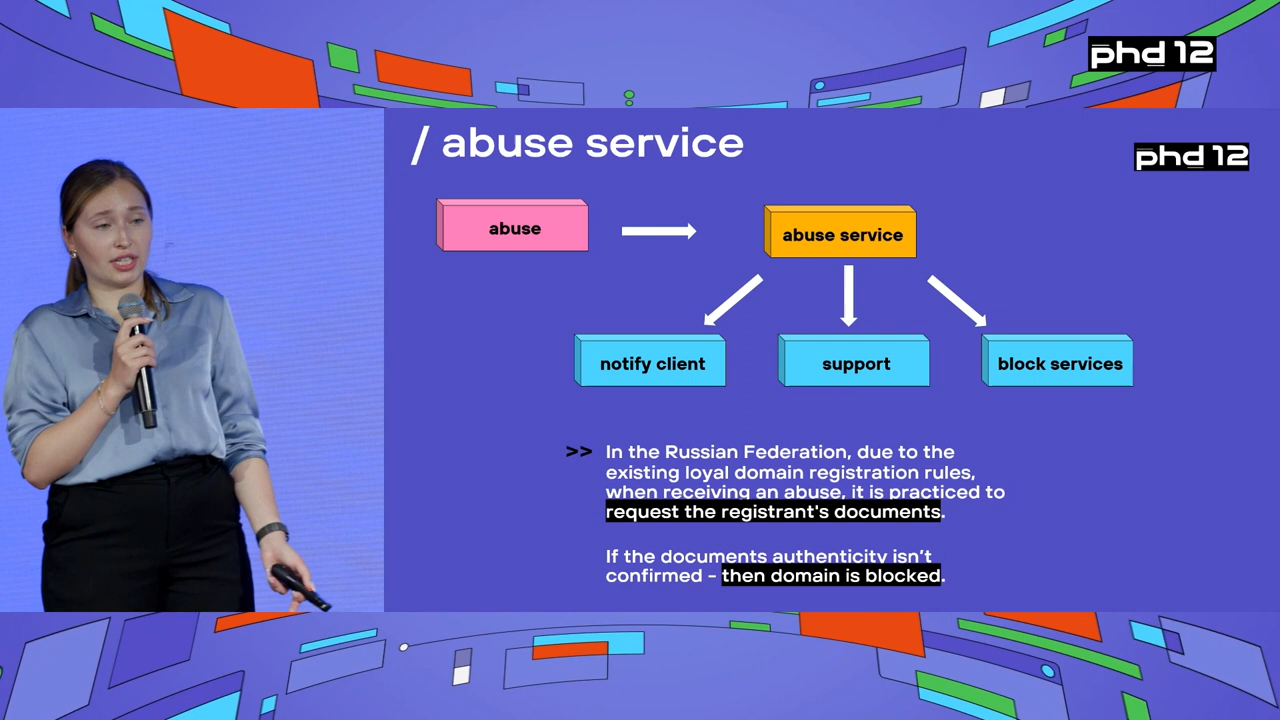 phd 12
/ abuse service
phd 12
abuse
abuse service
notify client
support
block services
>> In the Russian Federation, due to the
existing loyal domain registration rules,
when receiving an abuse, it is practiced to
request the registrant's documents.
If the documents authenticity isn't
confirmed - then domain is blocked.